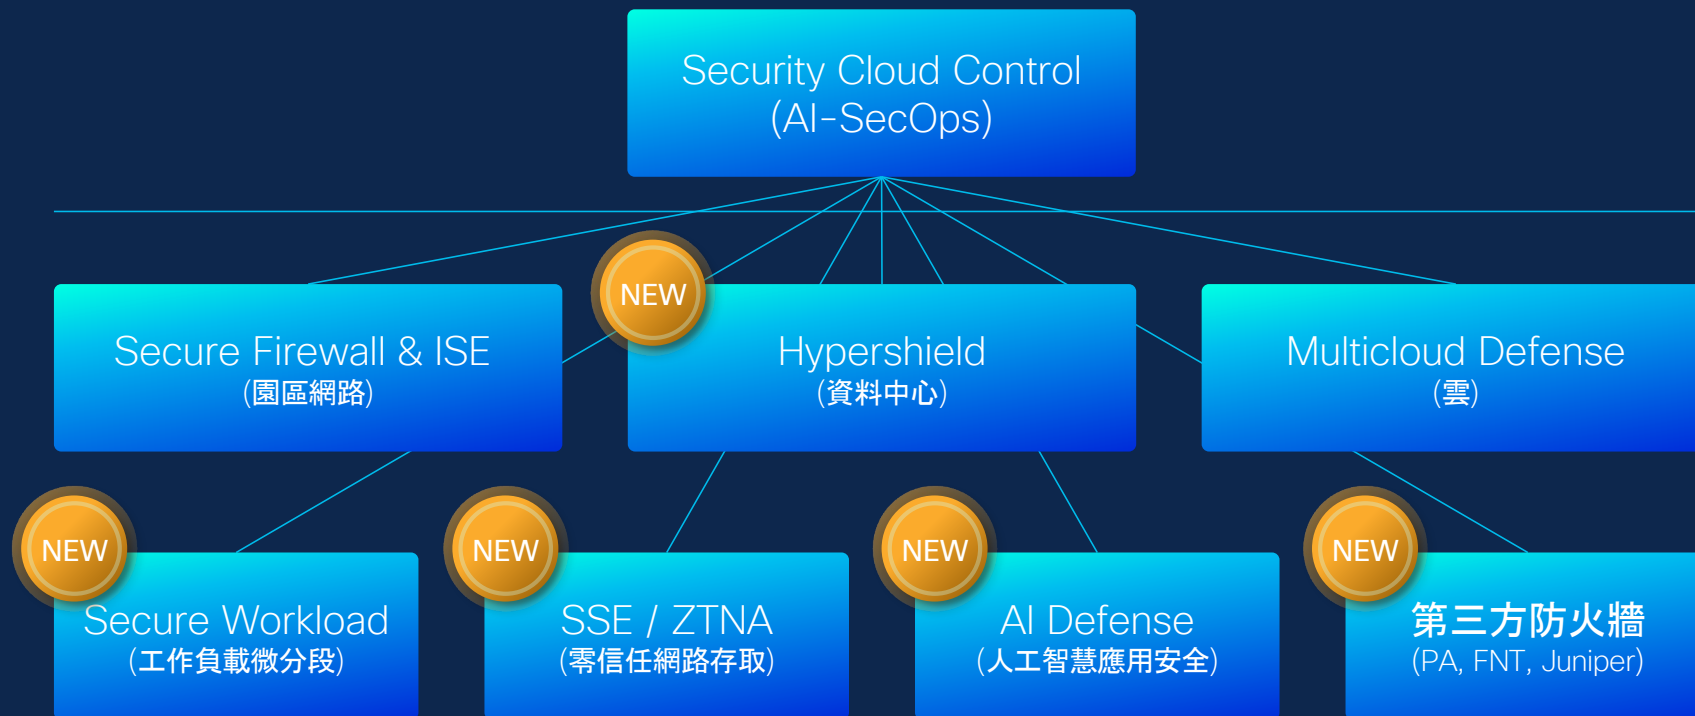 Security Cloud Control
(AI-SecOps)
NEW
Secure Firewall & ISE
(園區網路)
Hypershield
(資料中心)
Multicloud Defense
(雲)
NEW
NEW
NEW
NEW
Secure Workload
(工作負載微分段)
SSE / ZTNA
(零信任網路存取)
AI Defense
(人工智慧應用安全)
第三方防火牆
(PA, FNT, Juniper)